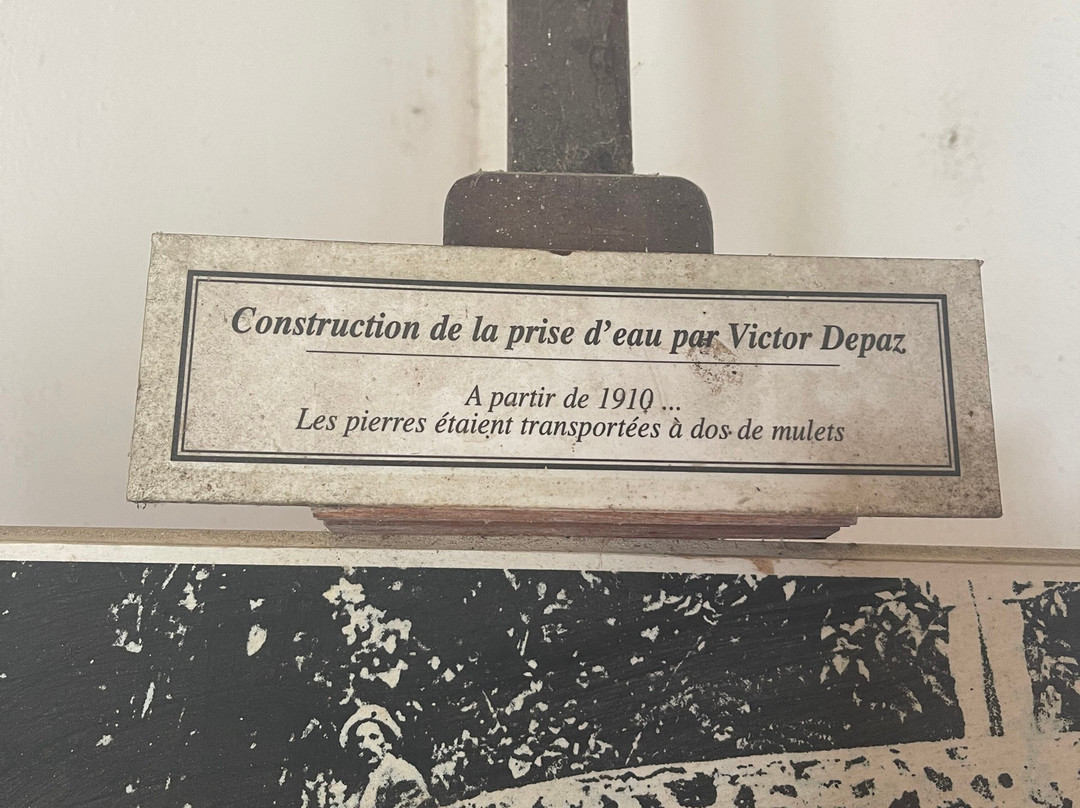 Construction de la prise d'eau par Victor Depaz
A partir de 1910 ...
Les pierres étaient transportées à dos de mulets